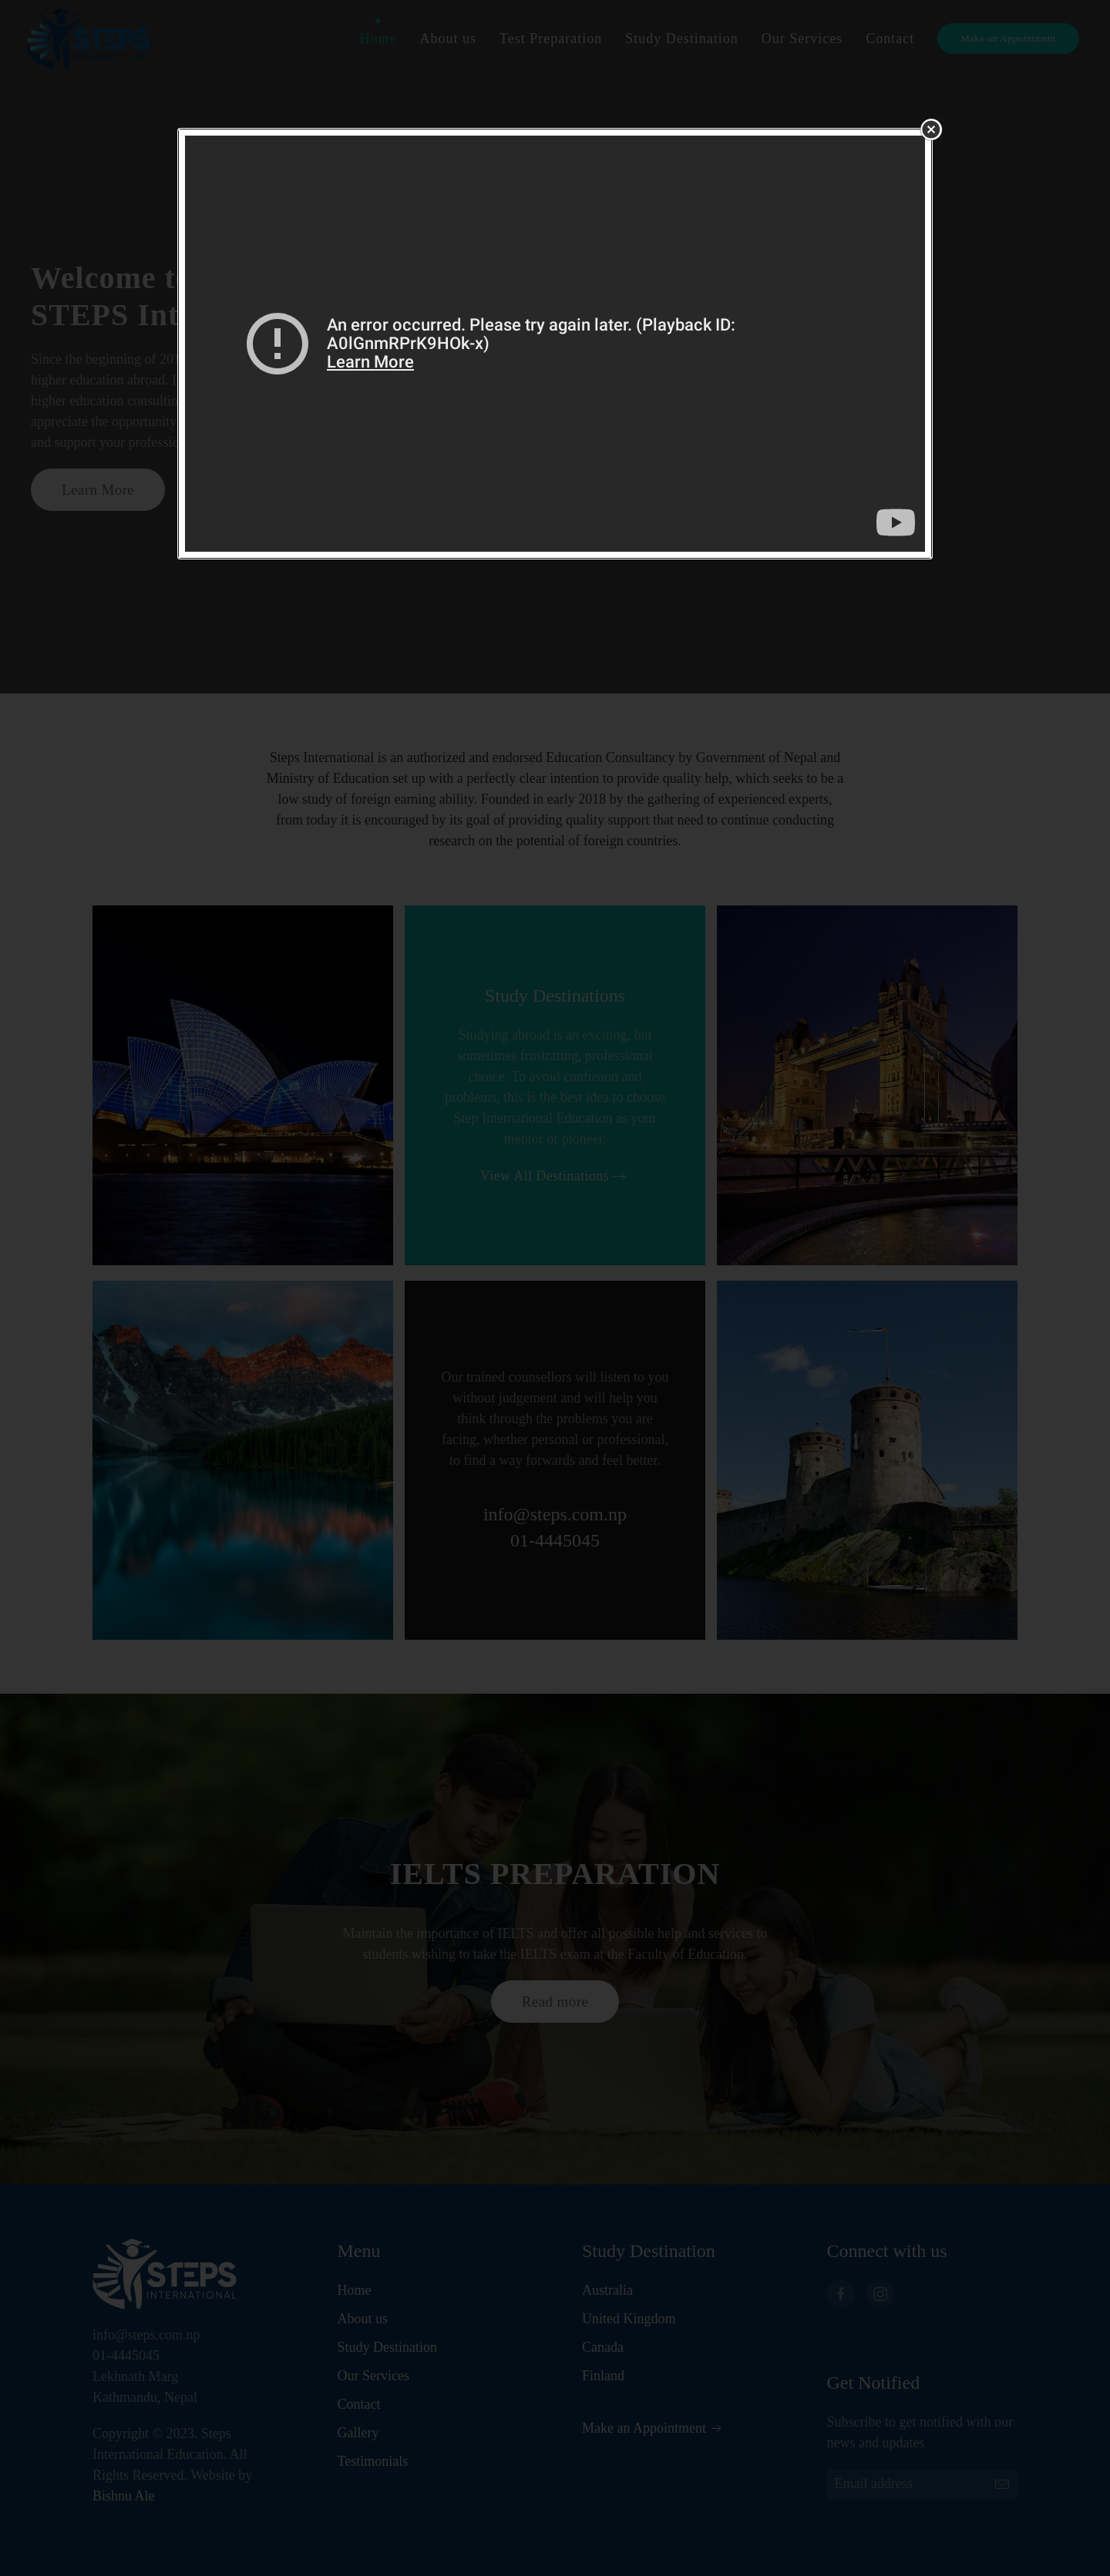 STEPS
Home
About us
Test Preparation
Study Destination
Our Services
Contact
Make an Appointment
An error occurred. Please try again later. (Playback ID:
A0lGnmRPrK9HOk-x)
Learn More
Welcome t
STEPS Int
Since the beginning of 20
higher education abroad.
higher education consultin
appreciate the opportunity
and support your professio
Learn More
Steps International is an authorized and endorsed Education Consultancy by Government of Nepal and
Ministry of Education set up with a perfectly clear intention to provide quality help, which seeks to be a
low study of foreign earning ability. Founded in early 2018 by the gathering of experienced experts,
from today it is encouraged by its goal of providing quality support that need to continue conducting
research on the potential of foreign countries.
Study Destinations
Studying abroad is an exciting, but
sometimes frustrating, professional
choice. To avoid confusion and
problems, this is the best idea to choose
Step International Education as your
mentor or pioneer.
View All Destinations →
Our trained counsellors will listen to you
without judgement and will help you
think through the problems you are
facing, whether personal or professional,
to find a way forwards and feel better.
info@steps.com.np
01-4445045
IELTS PREPARATION
Maintain the importance of IELTS and offer all possible help and services to
students wishing to take the IELTS exam at the Faculty of Education.
Read more
STEPS
INTERNATIONAL
info@steps.com.np
01-4445045
Lekhnath Marg
Kathmandu, Nepal
Copyright © 2023. Steps
International Education. All
Rights Reserved. Website by
Bishnu Ale
Menu
Home
About us
Study Destination
Our Services
Contact
Gallery
Testimonials
Study Destination
Australia
United Kingdom
Canada
Finland
Make an Appointment →
Connect with us
Get Notified
Subscribe to get notified with our
news and updates
Email address